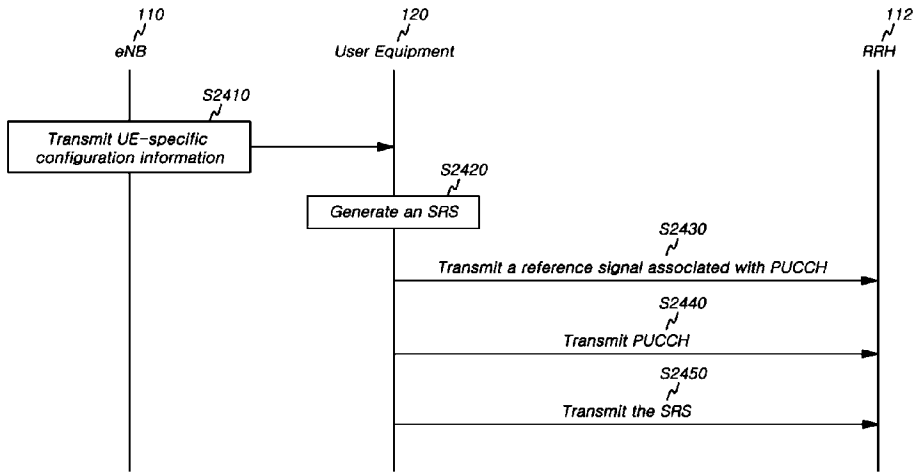 110
eNB
120
User Equipment
112
RRH
S2410
Transmit UE-specific
configuration information
S2420
Generate an SRS
S2430
Transmit a reference signal associated with PUCCH
S2440
Transmit PUCCH
S2450
Transmit the SRS